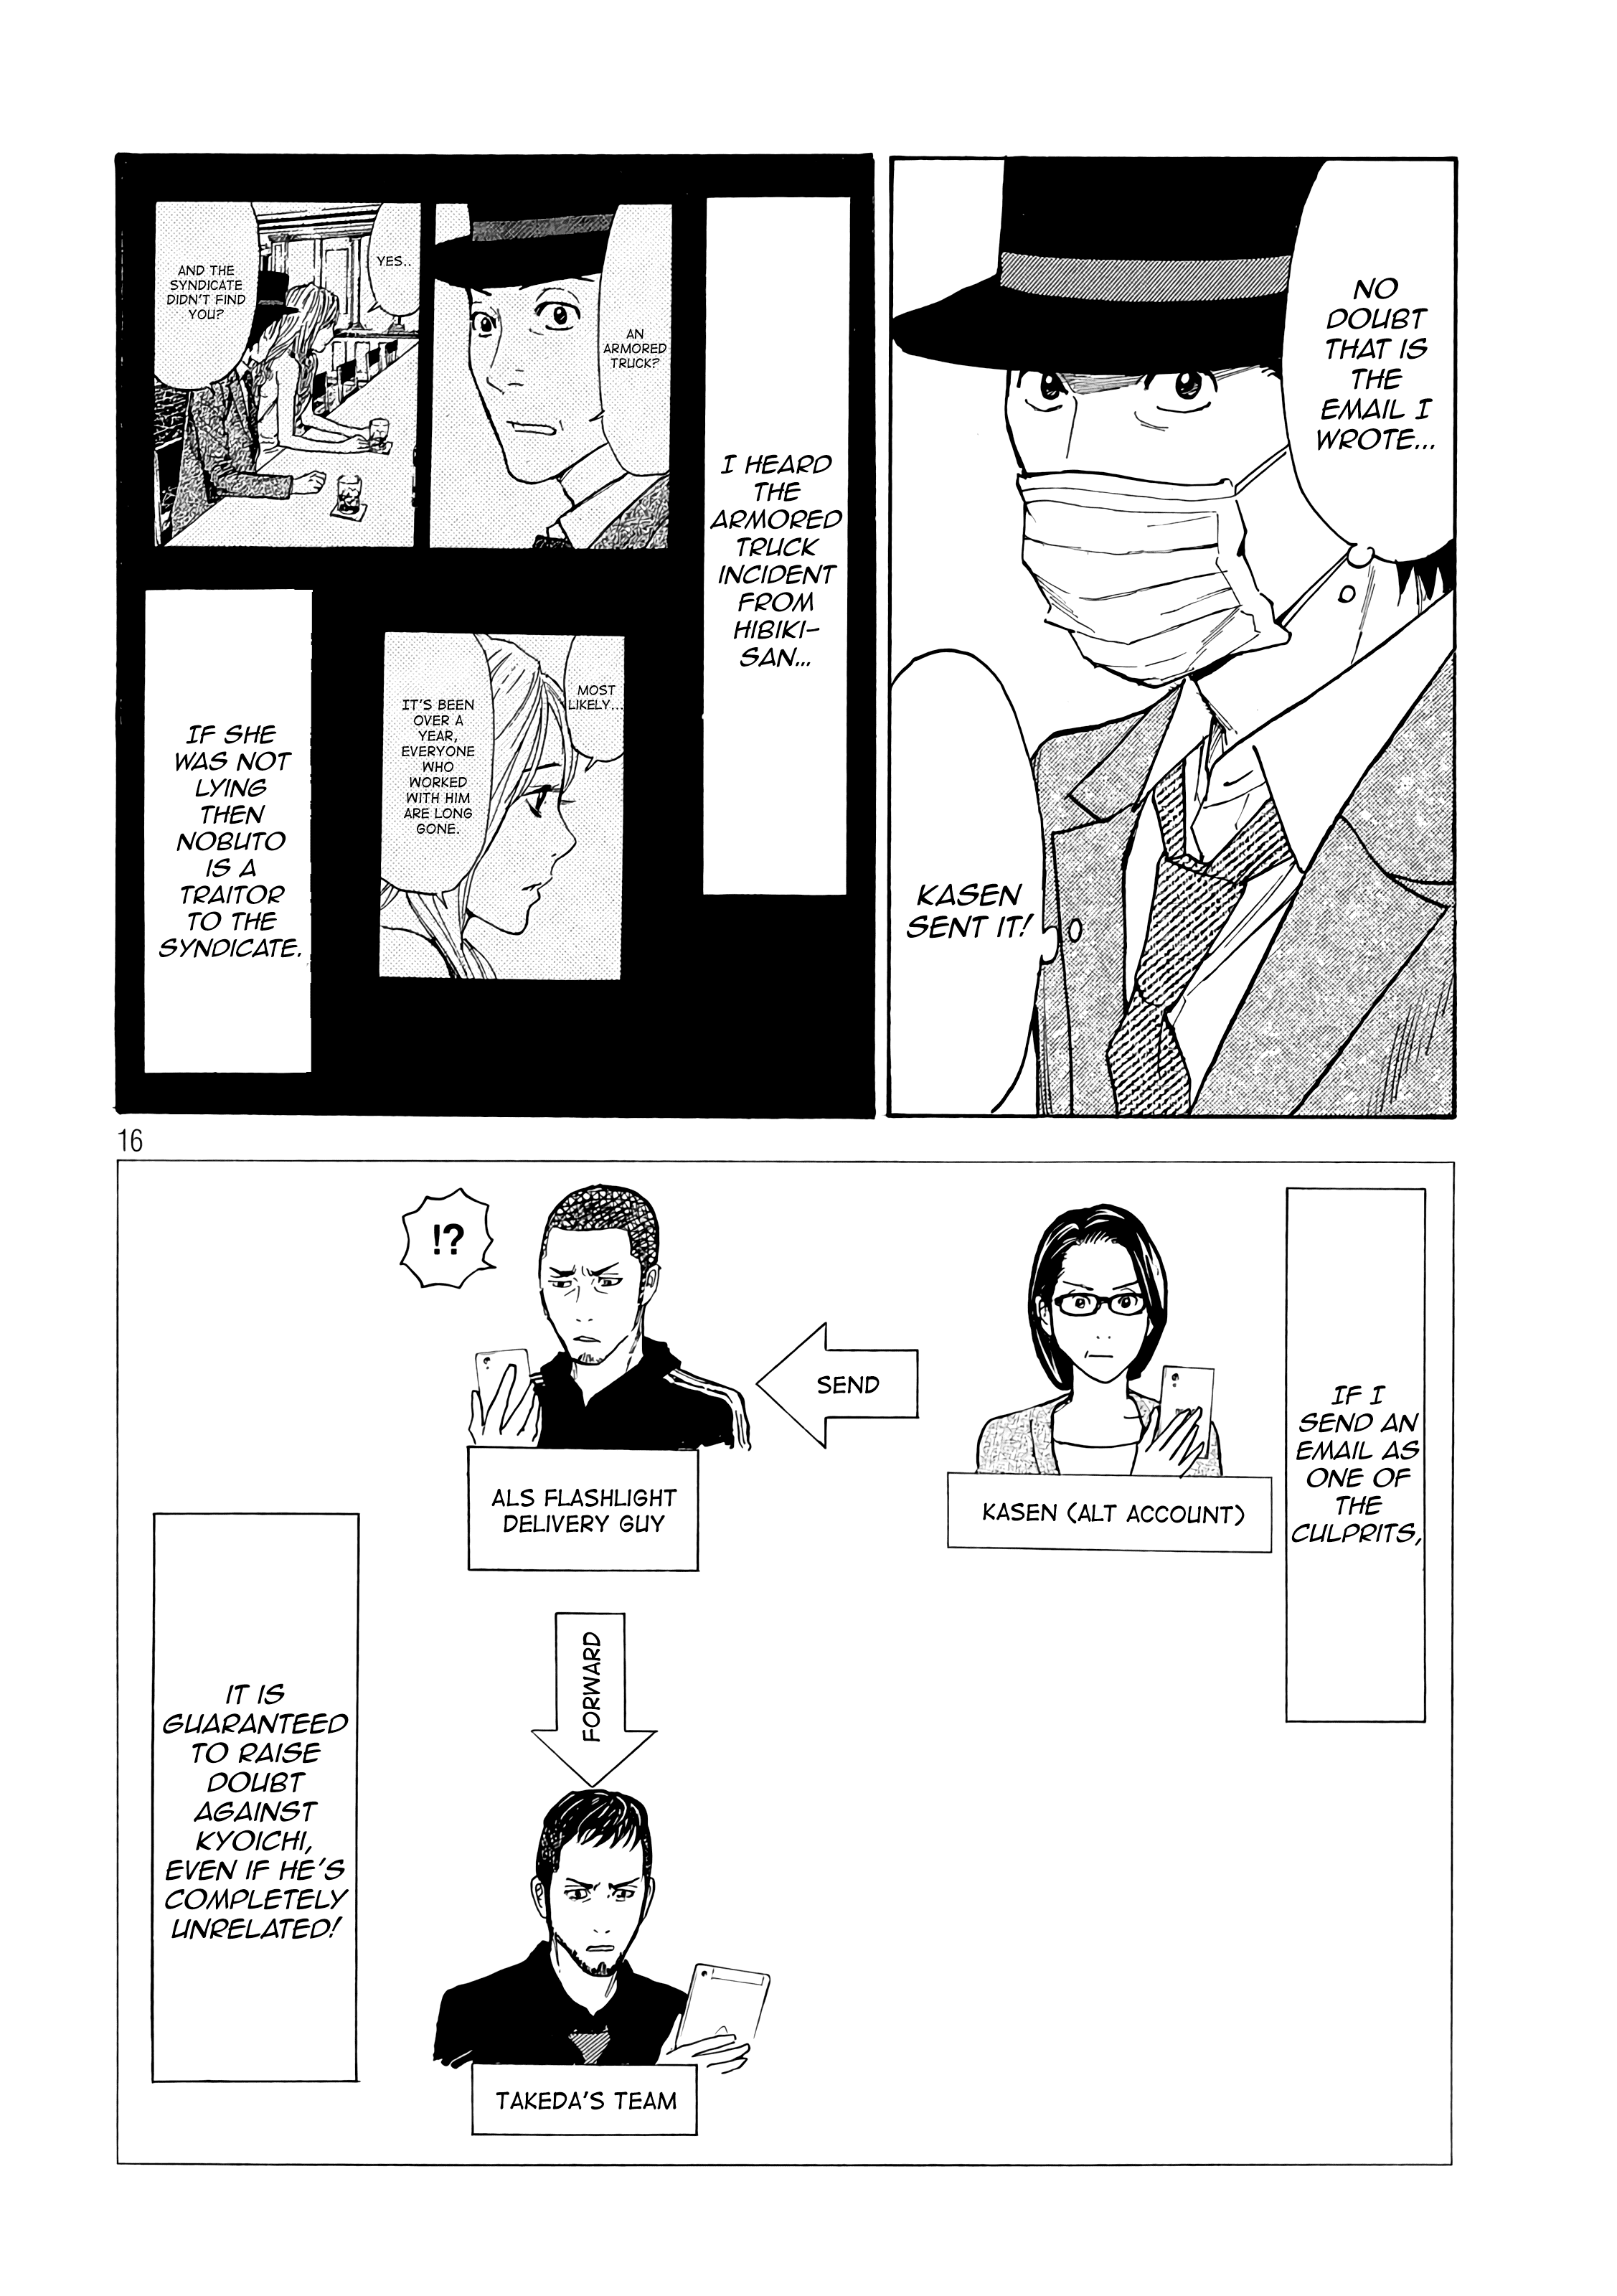 NO
DOUBT
THAT IS
THE
EMAIL I
WROTE...
KASEN
SENT IT!
I HEARD
THE
ARMORED
TRUCK
INCIDENT
FROM
HIBIKI-
SAN...
AN
ARMORED
TRUCK?
YES..
AND THE
SYNDICATE
DIDN'T FIND
YOU?
MOST
LIKELY...
IT'S BEEN
OVER A
YEAR,
EVERYONE
WHO
WORKED
WITH HIM
ARE LONG
GONE.
IF SHE
WAS NOT
LYING
THEN
NOBUTO
IS A
TRAITOR
TO THE
SYNDICATE.
16
IF I
SEND AN
EMAIL AS
ONE OF
THE
CULPRITS,
KASEN (ALT ACCOUNT)
SEND
!?
ALS FLASHLIGHT
DELIVERY GUY
FORWARD
TAKEDA'S TEAM
IT IS
GUARANTEED
TO RAISE
DOUBT
AGAINST
KYOICHI,
EVEN IF HE'S
COMPLETELY
UNRELATED!